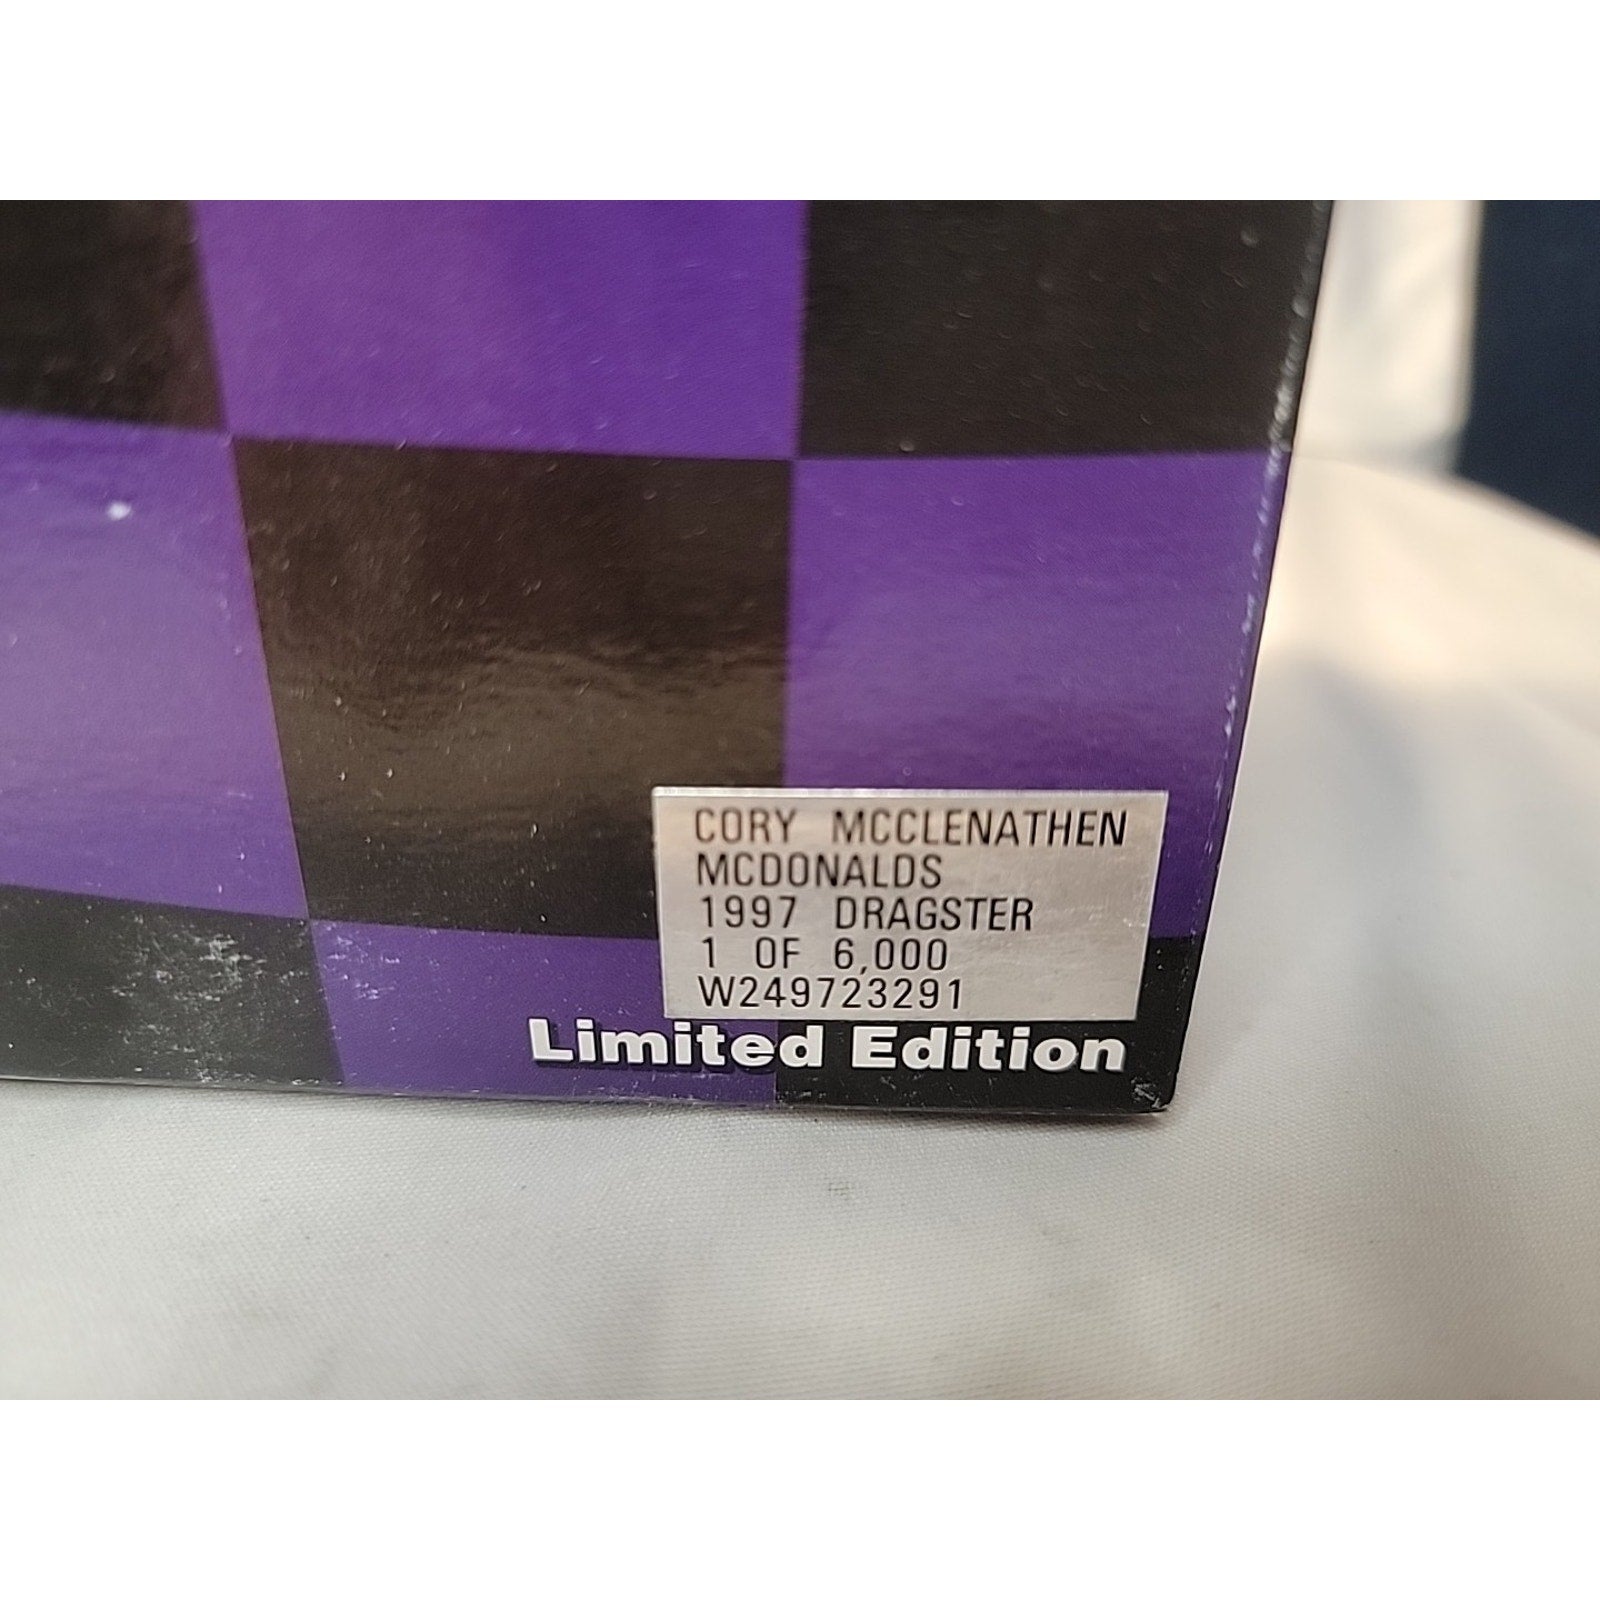 CORY MCCLENATHEN
MCDONALDS
1997 DRAGSTER
1 OF 6,000
W249723291
Limited Edition